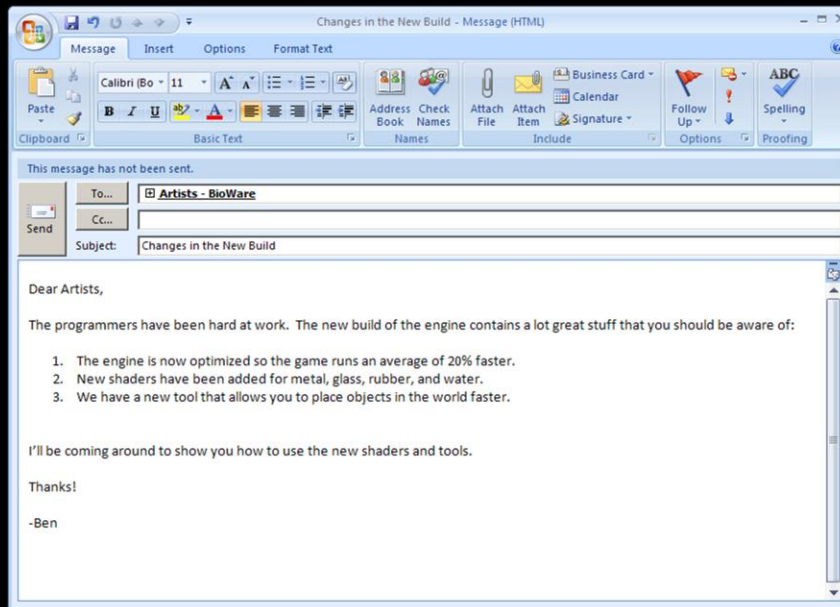 Changes in the New Build - Message (HTML)
Message Insert Options Format Text
Calibri (Bo 11 A A Business Card ABC
Calendar
Paste B I U ab A Address Check Attach Attach Follow Spelling
Book Names File Item Signature Up
Clipboard Basic Text Names Include Options Proofing
This message has not been sent.
To... Artists - BioWare
Send Cc...
Subject: Changes in the New Build
Dear Artists,
The programmers have been hard at work. The new build of the engine contains a lot great stuff that you should be aware of:
1. The engine is now optimized so the game runs an average of 20% faster.
2. New shaders have been added for metal, glass, rubber, and water.
3. We have a new tool that allows you to place objects in the world faster.
I'll be coming around to show you how to use the new shaders and tools.
Thanks!
-Ben